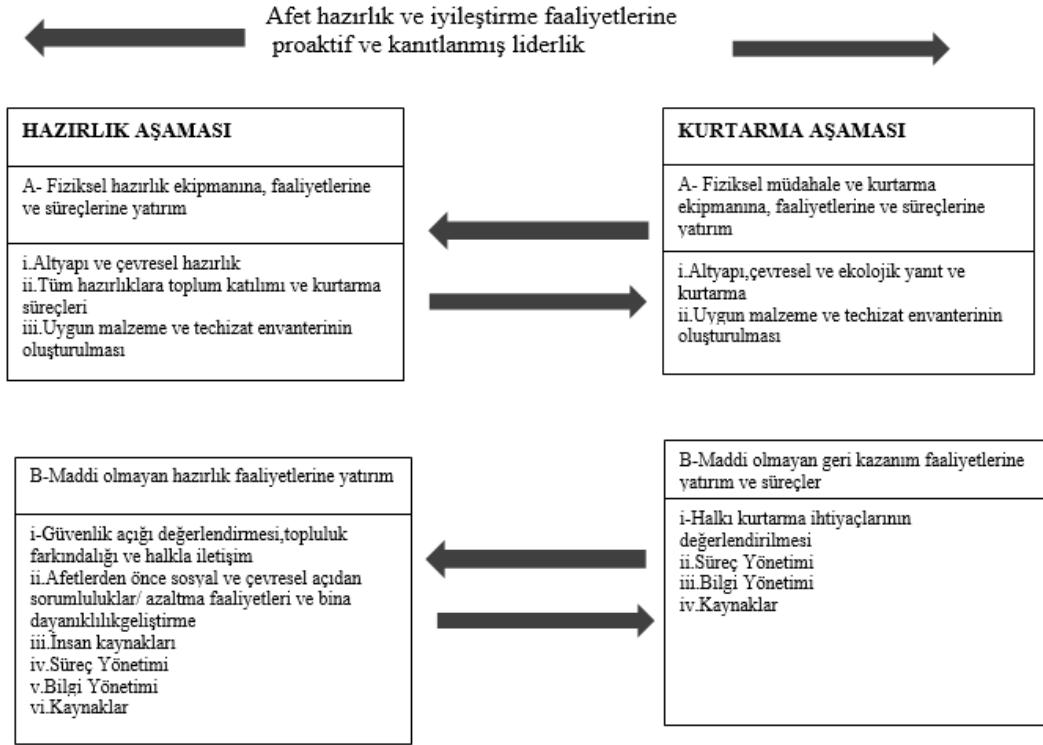 Afet hazırlık ve iyileştirme faaliyetlerine
proaktif ve kanıtlanmış liderlik
HAZIRLIK AŞAMASI
A- Fiziksel hazırlık ekipmanına, faaliyetlerine
ve süreçlerine yatırım
i.Altyapı ve çevresel hazırlık
ii.Tüm hazırlıklara toplum katılımı ve kurtarma
süreçleri
iii.Uygun malzeme ve techizat envanterinin
oluşturulması
KURTARMA AŞAMASI
A- Fiziksel müdahale ve kurtarma
ekipmanına, faaliyetlerine ve süreçlerine
yatırım
i.Altyapı,çevresel ve ekolojik yanıt ve
kurtarma
ii.Uygun malzeme ve techizat envanterinin
oluşturulması
B-Maddi olmayan hazırlık faaliyetlerine yatırım
i-Güvenlik açığı değerlendirmesi,topluluk
farkındalığı ve halkla iletişim
ii.Afetlerden önce sosyal ve çevresel açıdan
sorumluluklar/ azaltma faaliyetleri ve bina
dayanıklılıkgeliştirme
iii.İnsan kaynakları
iv.Süreç Yönetimi
v.Bilgi Yönetimi
vi.Kaynaklar
B-Maddi olmayan geri kazanım faaliyetlerine
yatırım ve süreçler
i-Halkı kurtarma ihtiyaçlarının
değerlendirilmesi
ii.Süreç Yönetimi
iii.Bilgi Yönetimi
iv.Kaynaklar